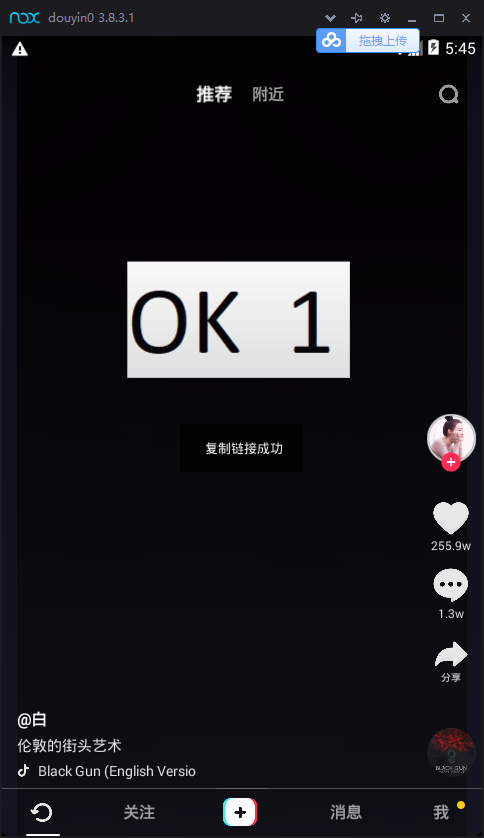 nox douyin0 3.8.3.1
拖拽上传
5:45
推荐 附近
OK 1
复制链接成功
255.9w
1.3w
分享
@白
伦敦的街头艺术
Black Gun (English Versio
BLACK GUN
关注 消息 我